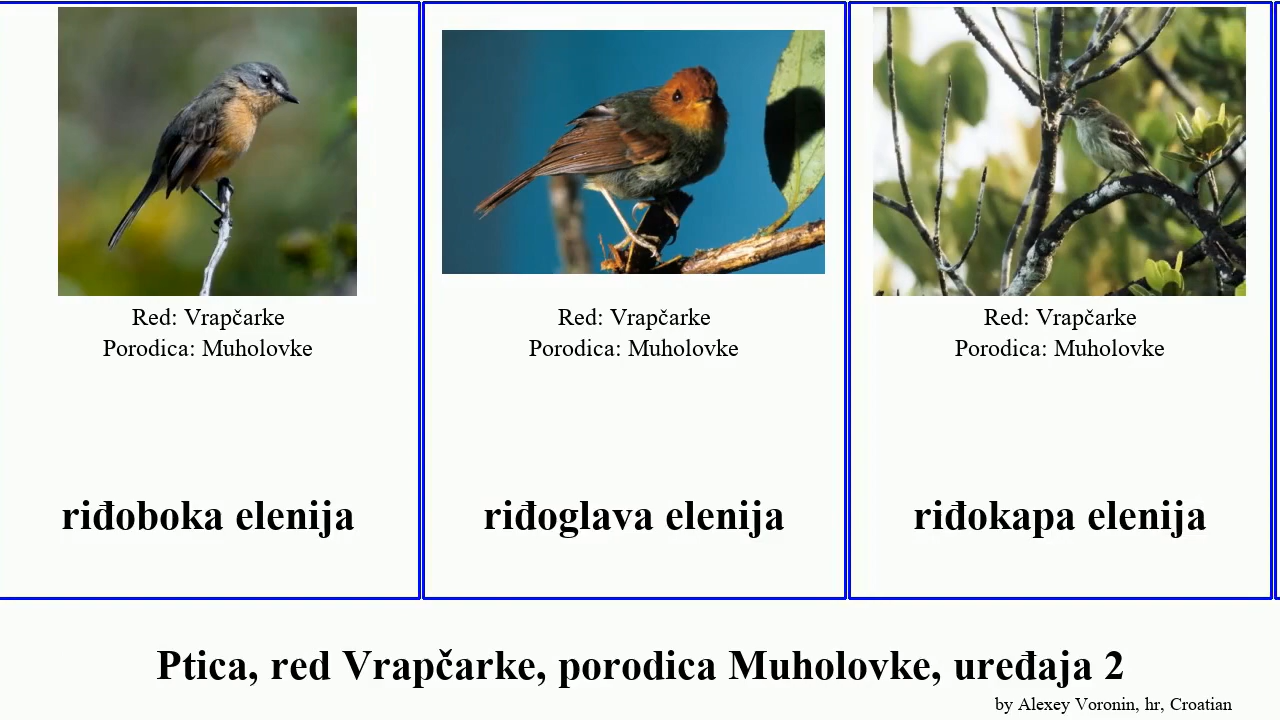 Red: Vrapčarke
Porodica: Muholovke
riđoboka elenija
Red: Vrapčarke
Porodica: Muholovke
riđoglava elenija
Red: Vrapčarke
Porodica: Muholovke
riđokapa elenija
Ptica, red Vrapčarke, porodica Muholovke, uređaja 2
by Alexey Voronin, hr, Croatian